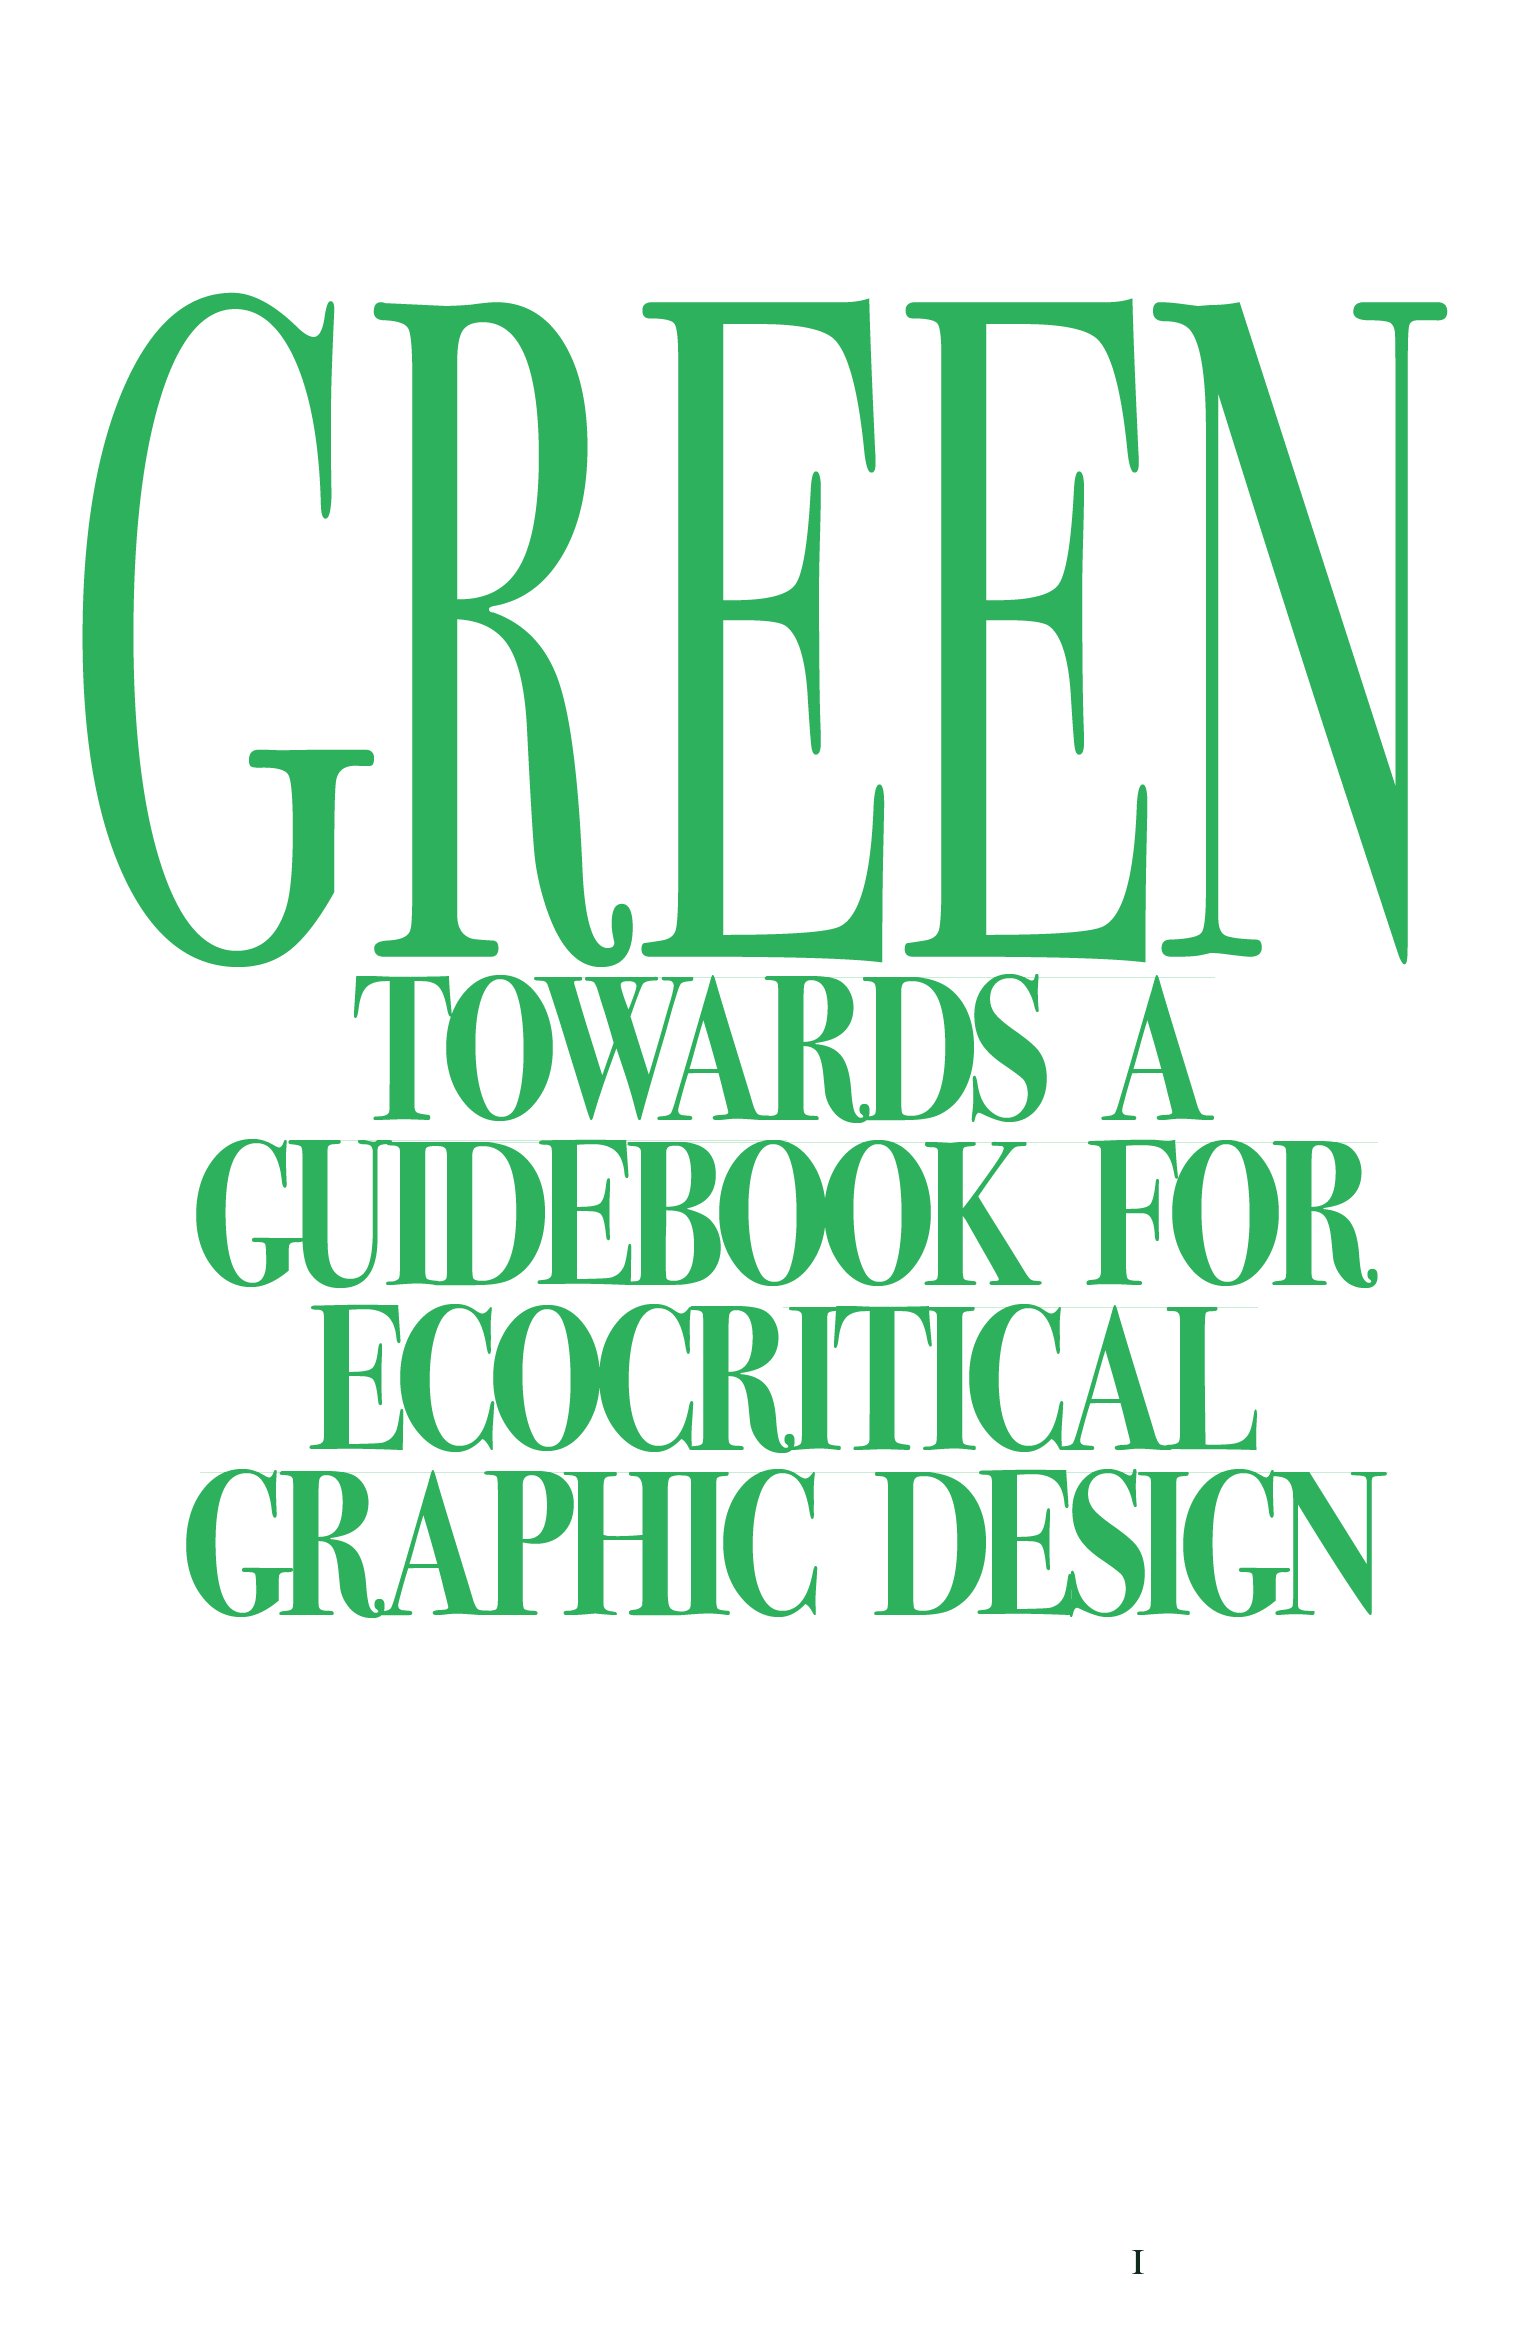 GREEN
TOWARDS A
GUIDEBOOK FOR
ECOCRITICAL
GRAPHIC DESIGN
I